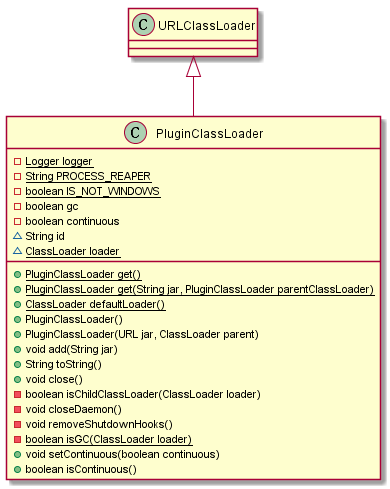 C URLClassLoader
C PluginClassLoader
Logger logger
String PROCESS_REAPER
boolean IS_NOT_WINDOWS
boolean gc
boolean continuous
String id
ClassLoader loader
PluginClassLoader get()
PluginClassLoader get(String jar, PluginClassLoader parentClassLoader)
ClassLoader defaultLoader()
PluginClassLoader()
PluginClassLoader(URL jar, ClassLoader parent)
void add(String jar)
String toString()
void close()
boolean isChildClassLoader(ClassLoader loader)
void closeDaemon()
void removeShutdownHooks()
boolean isGC(ClassLoader loader)
void setContinuous(boolean continuous)
boolean isContinuous()